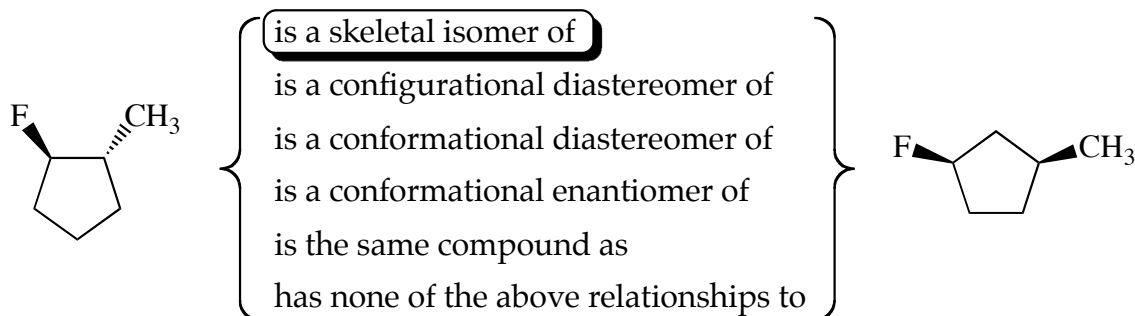 is a skeletal isomer of
is a configurational diastereomer of
is a conformational diastereomer of
is a conformational enantiomer of
is the same compound as
has none of the above relationships to
F
CH₃
F
CH₃